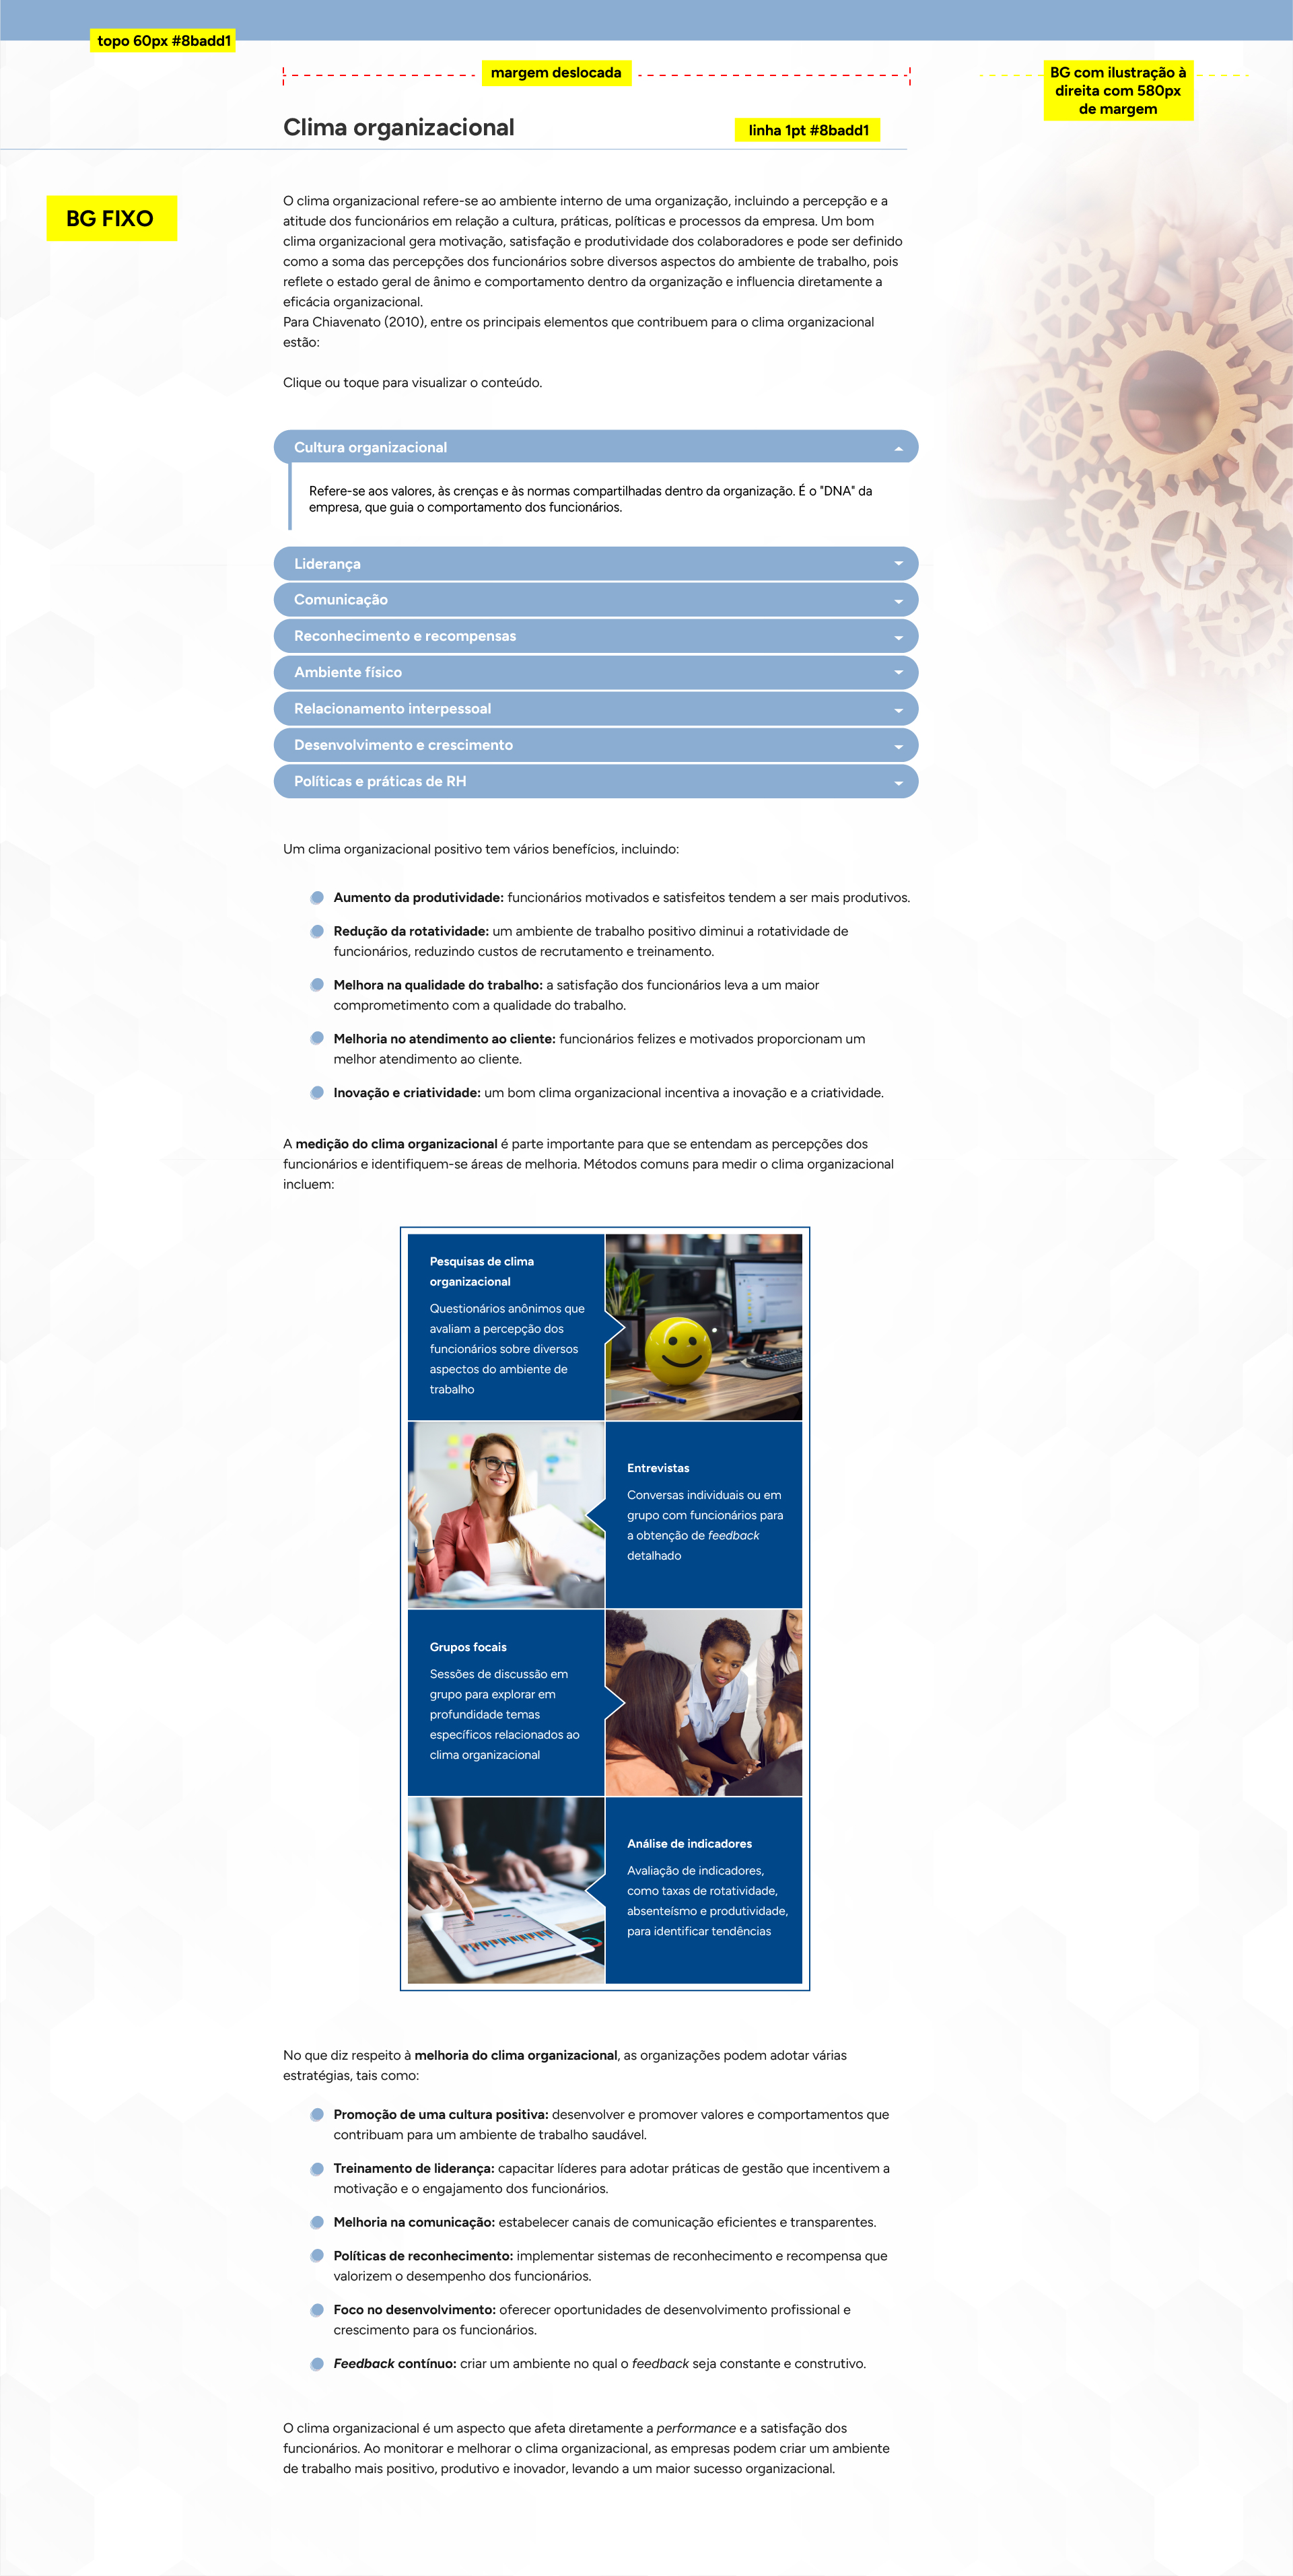 topo 60px #8badd1
margem deslocada
BG com ilustração à
direita com 580px
de margem
Clima organizacional
linha 1pt #8badd1
BG FIXO
O clima organizacional refere-se ao ambiente interno de uma organização, incluindo a percepção e a
atitude dos funcionários em relação a cultura, práticas, políticas e processos da empresa. Um bom
clima organizacional gera motivação, satisfação e produtividade dos colaboradores e pode ser definido
como a soma das percepções dos funcionários sobre diversos aspectos do ambiente de trabalho, pois
reflete o estado geral de ânimo e comportamento dentro da organização e influencia diretamente a
eficácia organizacional.
Para Chiavenato (2010), entre os principais elementos que contribuem para o clima organizacional
estão:
Clique ou toque para visualizar o conteúdo.
Cultura organizacional
Refere-se aos valores, às crenças e às normas compartilhadas dentro da organização. É o "DNA" da
empresa, que guia o comportamento dos funcionários.
Liderança
Comunicação
Reconhecimento e recompensas
Ambiente físico
Relacionamento interpessoal
Desenvolvimento e crescimento
Políticas e práticas de RH
Um clima organizacional positivo tem vários benefícios, incluindo:
Aumento da produtividade: funcionários motivados e satisfeitos tendem a ser mais produtivos.
Redução da rotatividade: um ambiente de trabalho positivo diminui a rotatividade de
funcionários, reduzindo custos de recrutamento e treinamento.
Melhora na qualidade do trabalho: a satisfação dos funcionários leva a um maior
comprometimento com a qualidade do trabalho.
Melhoria no atendimento ao cliente: funcionários felizes e motivados proporcionam um
melhor atendimento ao cliente.
Inovação e criatividade: um bom clima organizacional incentiva a inovação e a criatividade.
A medição do clima organizacional é parte importante para que se entendam as percepções dos
funcionários e identifiquem-se áreas de melhoria. Métodos comuns para medir o clima organizacional
incluem:
Pesquisas de clima
organizacional
Questionários anônimos que
avaliam a percepção dos
funcionários sobre diversos
aspectos do ambiente de
trabalho
Entrevistas
Conversas individuais ou em
grupo com funcionários para
a obtenção de feedback
detalhado
Grupos focais
Sessões de discussão em
grupo para explorar em
profundidade temas
específicos relacionados ao
clima organizacional
Análise de indicadores
Avaliação de indicadores,
como taxas de rotatividade,
absenteísmo e produtividade,
para identificar tendências
No que diz respeito à melhoria do clima organizacional, as organizações podem adotar várias
estratégias, tais como:
Promoção de uma cultura positiva: desenvolver e promover valores e comportamentos que
contribuam para um ambiente de trabalho saudável.
Treinamento de liderança: capacitar líderes para adotar práticas de gestão que incentivem a
motivação e o engajamento dos funcionários.
Melhoria na comunicação: estabelecer canais de comunicação eficientes e transparentes.
Políticas de reconhecimento: implementar sistemas de reconhecimento e recompensa que
valorizem o desempenho dos funcionários.
Foco no desenvolvimento: oferecer oportunidades de desenvolvimento profissional e
crescimento para os funcionários.
Feedback contínuo: criar um ambiente no qual o feedback seja constante e construtivo.
O clima organizacional é um aspecto que afeta diretamente a performance e a satisfação dos
funcionários. Ao monitorar e melhorar o clima organizacional, as empresas podem criar um ambiente
de trabalho mais positivo, produtivo e inovador, levando a um maior sucesso organizacional.